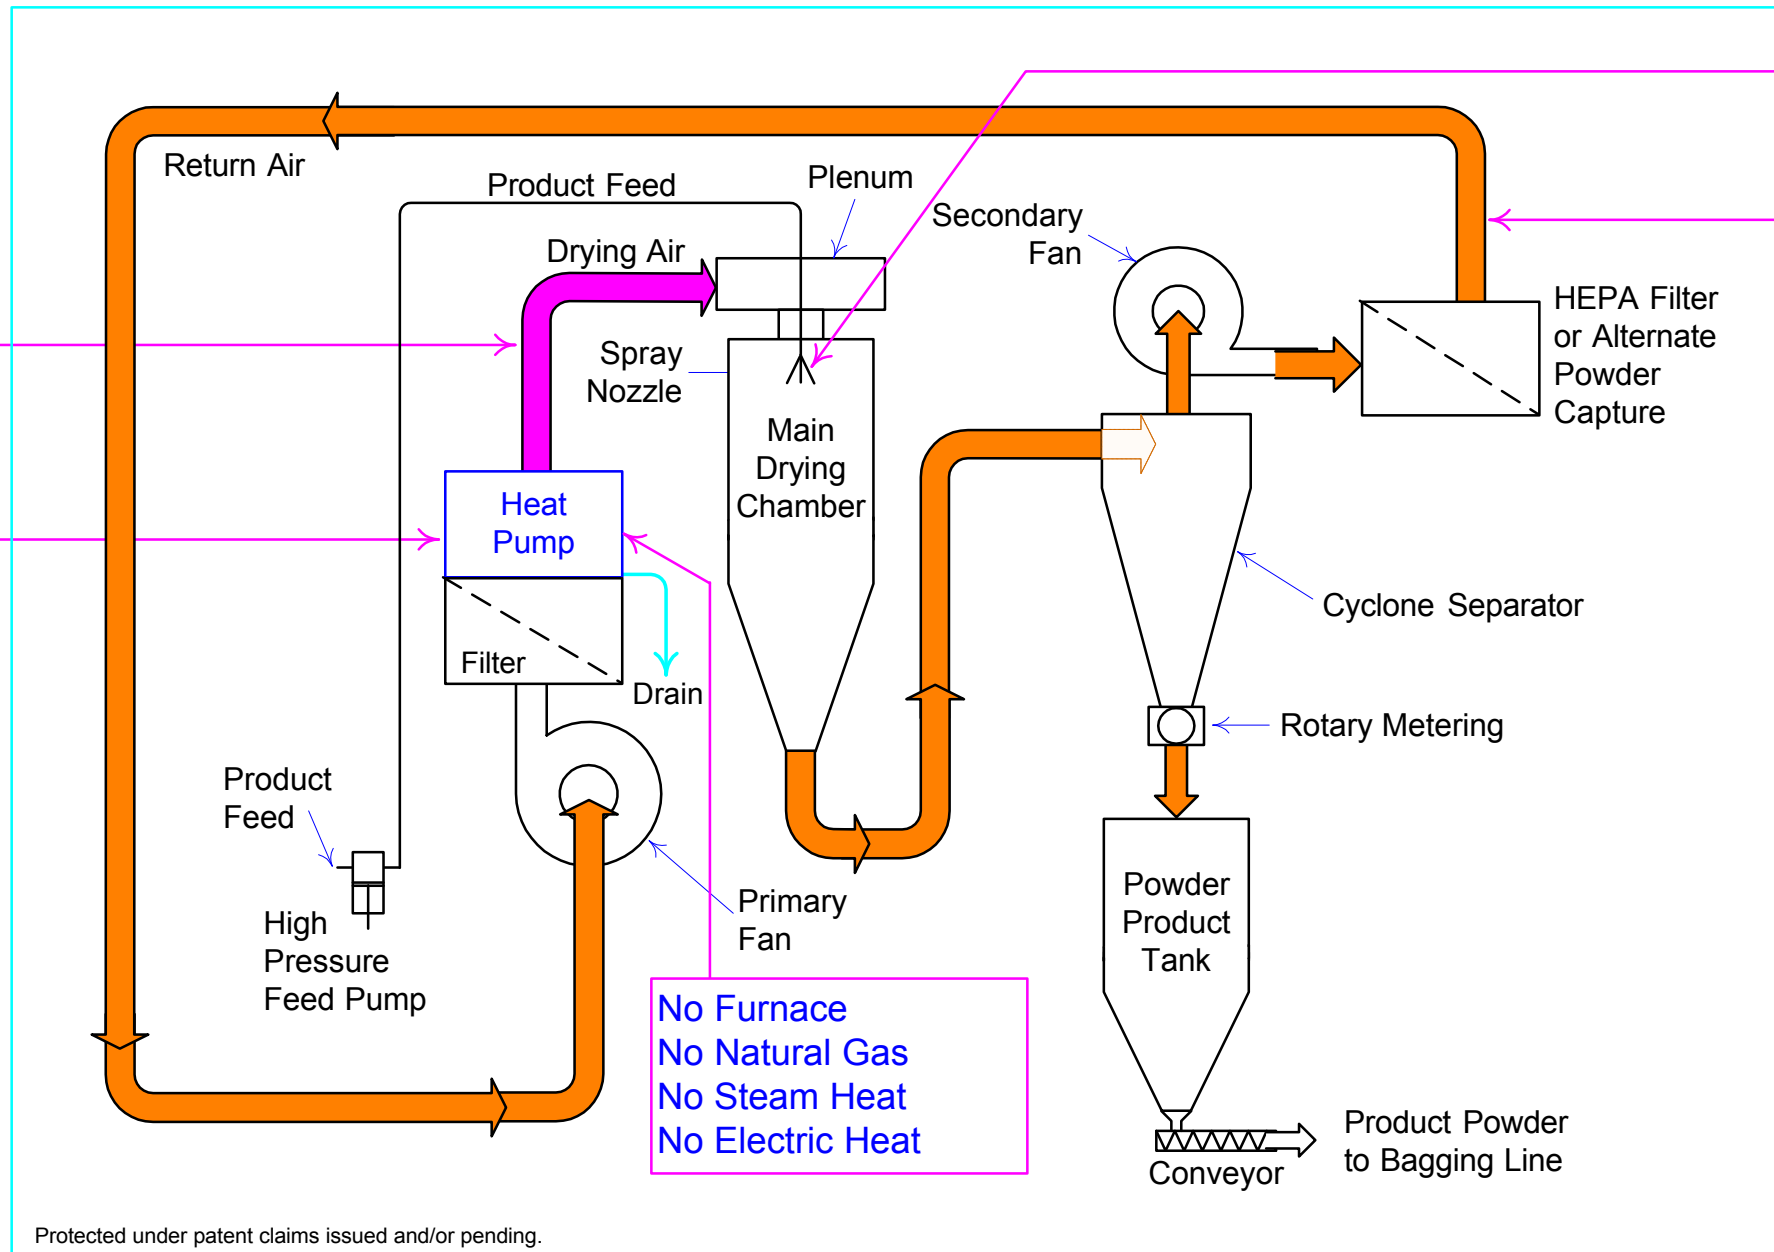 Return Air
Product Feed
Plenum
Secondary
Fan
Drying Air
HEPA Filter
or Alternate
Powder
Capture
Spray
Nozzle
Main
Drying
Chamber
Heat
Pump
Cyclone Separator
Filter
Drain
Rotary Metering
Product
Feed
High
Pressure
Feed Pump
Primary
Fan
Powder
Product
Tank
No Furnace
No Natural Gas
No Steam Heat
No Electric Heat
Product Powder
to Bagging Line
Conveyor
Protected under patent claims issued and/or pending.